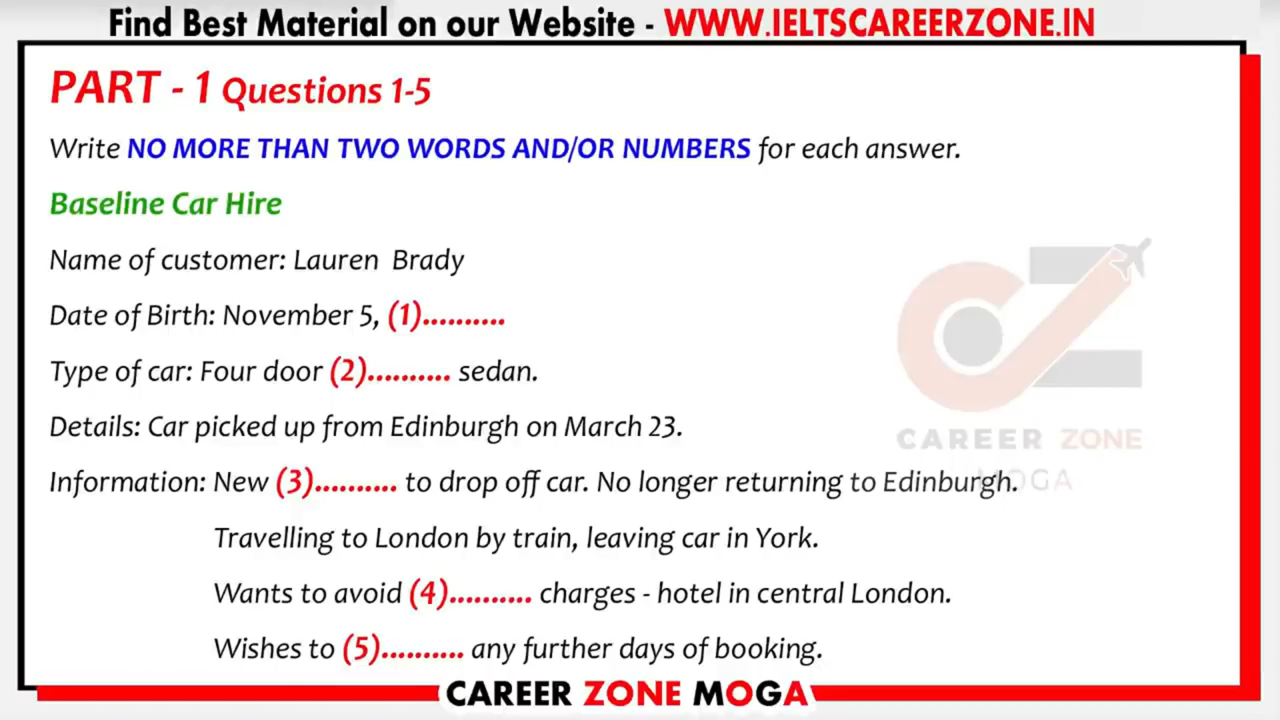 Find Best Material on our Website - WWW.IELTSCAREERZONE.IN
PART - 1 Questions 1-5
Write NO MORE THAN TWO WORDS AND/OR NUMBERS for each answer.
Baseline Car Hire
Name of customer: Lauren Brady
Date of Birth: November 5, (1)..........
Type of car: Four door (2).......... sedan.
Details: Car picked up from Edinburgh on March 23.
CAREER ZONE
MOGA
Information: New (3).......... to drop off car. No longer returning to Edinburgh.
Travelling to London by train, leaving car in York.
Wants to avoid (4).......... charges - hotel in central London.
Wishes to (5).......... any further days of booking.
CAREER ZONE MOGA